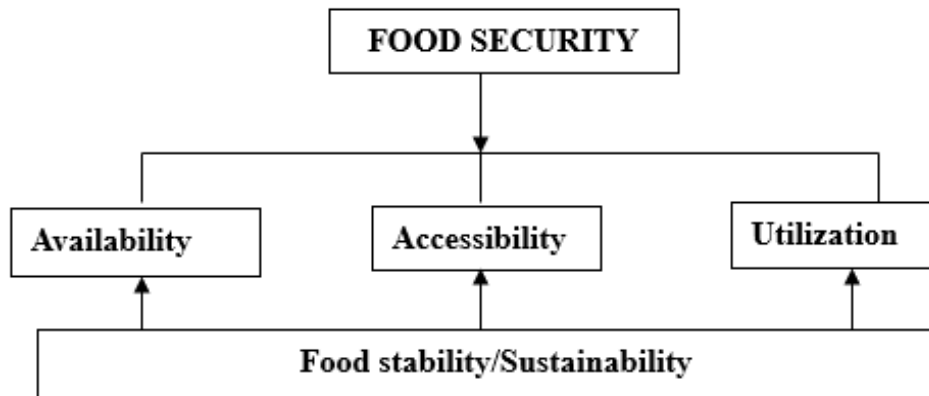 FOOD SECURITY
Availability
Accessibility
Utilization
Food stability/Sustainability